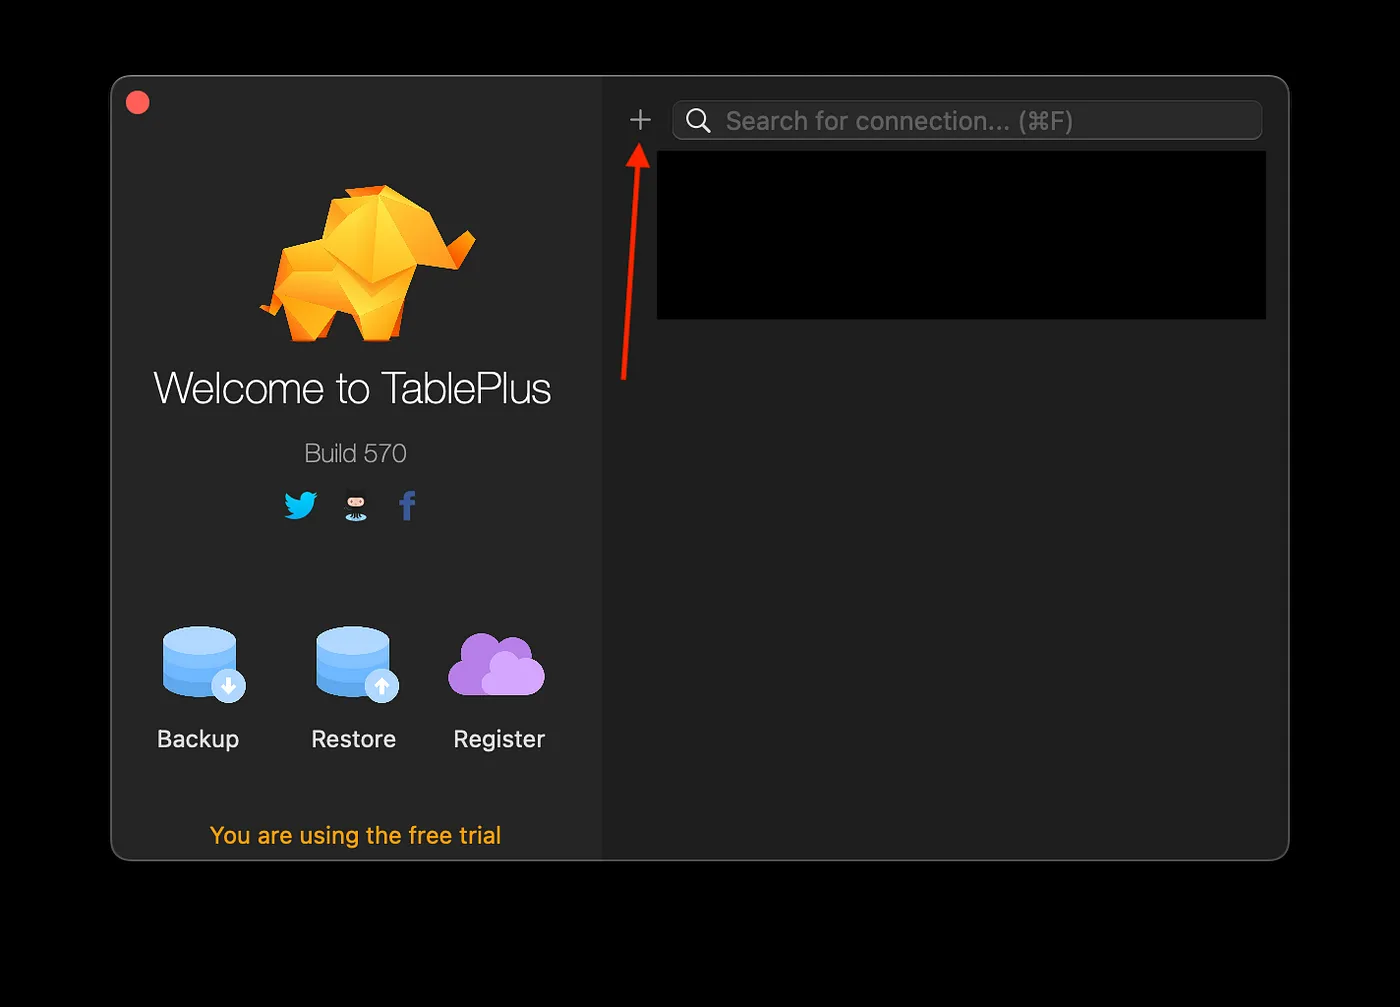 Search for connection... (⌘F)
Welcome to TablePlus
Build 570
Backup
Restore
Register
You are using the free trial